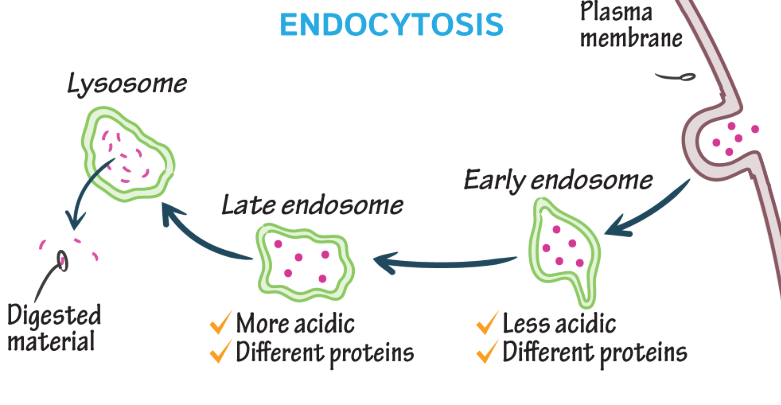 ENDOCYTOSIS
Plasma
membrane
Lysosome
Early endosome
Late endosome
Digested
material
More acidic
Different proteins
Less acidic
Different proteins